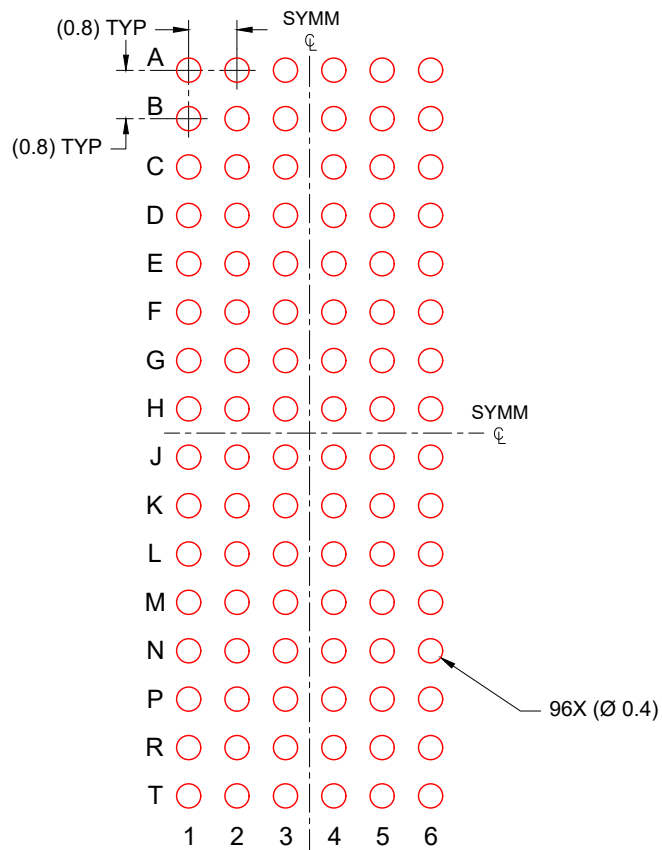 (0.8) TYP
SYMM
℄
A
B
(0.8) TYP
C
D
E
F
G
H
SYMM
℄
J
K
L
M
N
P
96X (Ø 0.4)
R
T
1 2 3 4 5 6